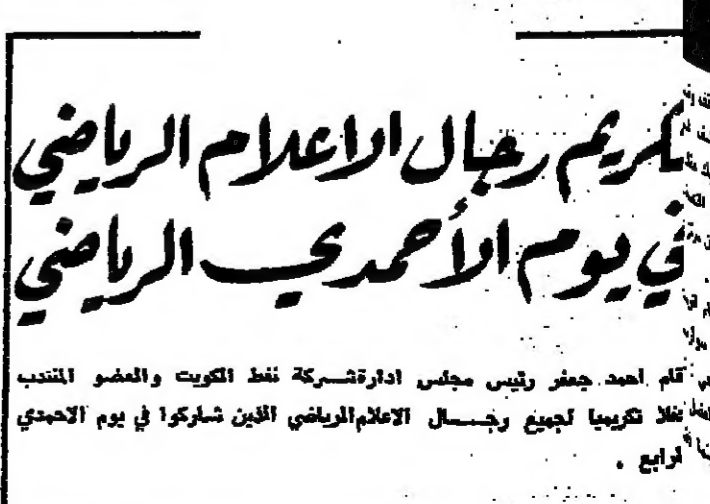 تكريم رجال الاعلام الرياضي
في يوم الأحمدي الرياضي
قام احمد جعفر رئيس مجلس ادارة شركة نفط الكويت والعضو المنتدب
حفلا تكريميا لجميع رجال الاعلام الرياضي الذين شاركوا في يوم الاحمدي
الرابع .